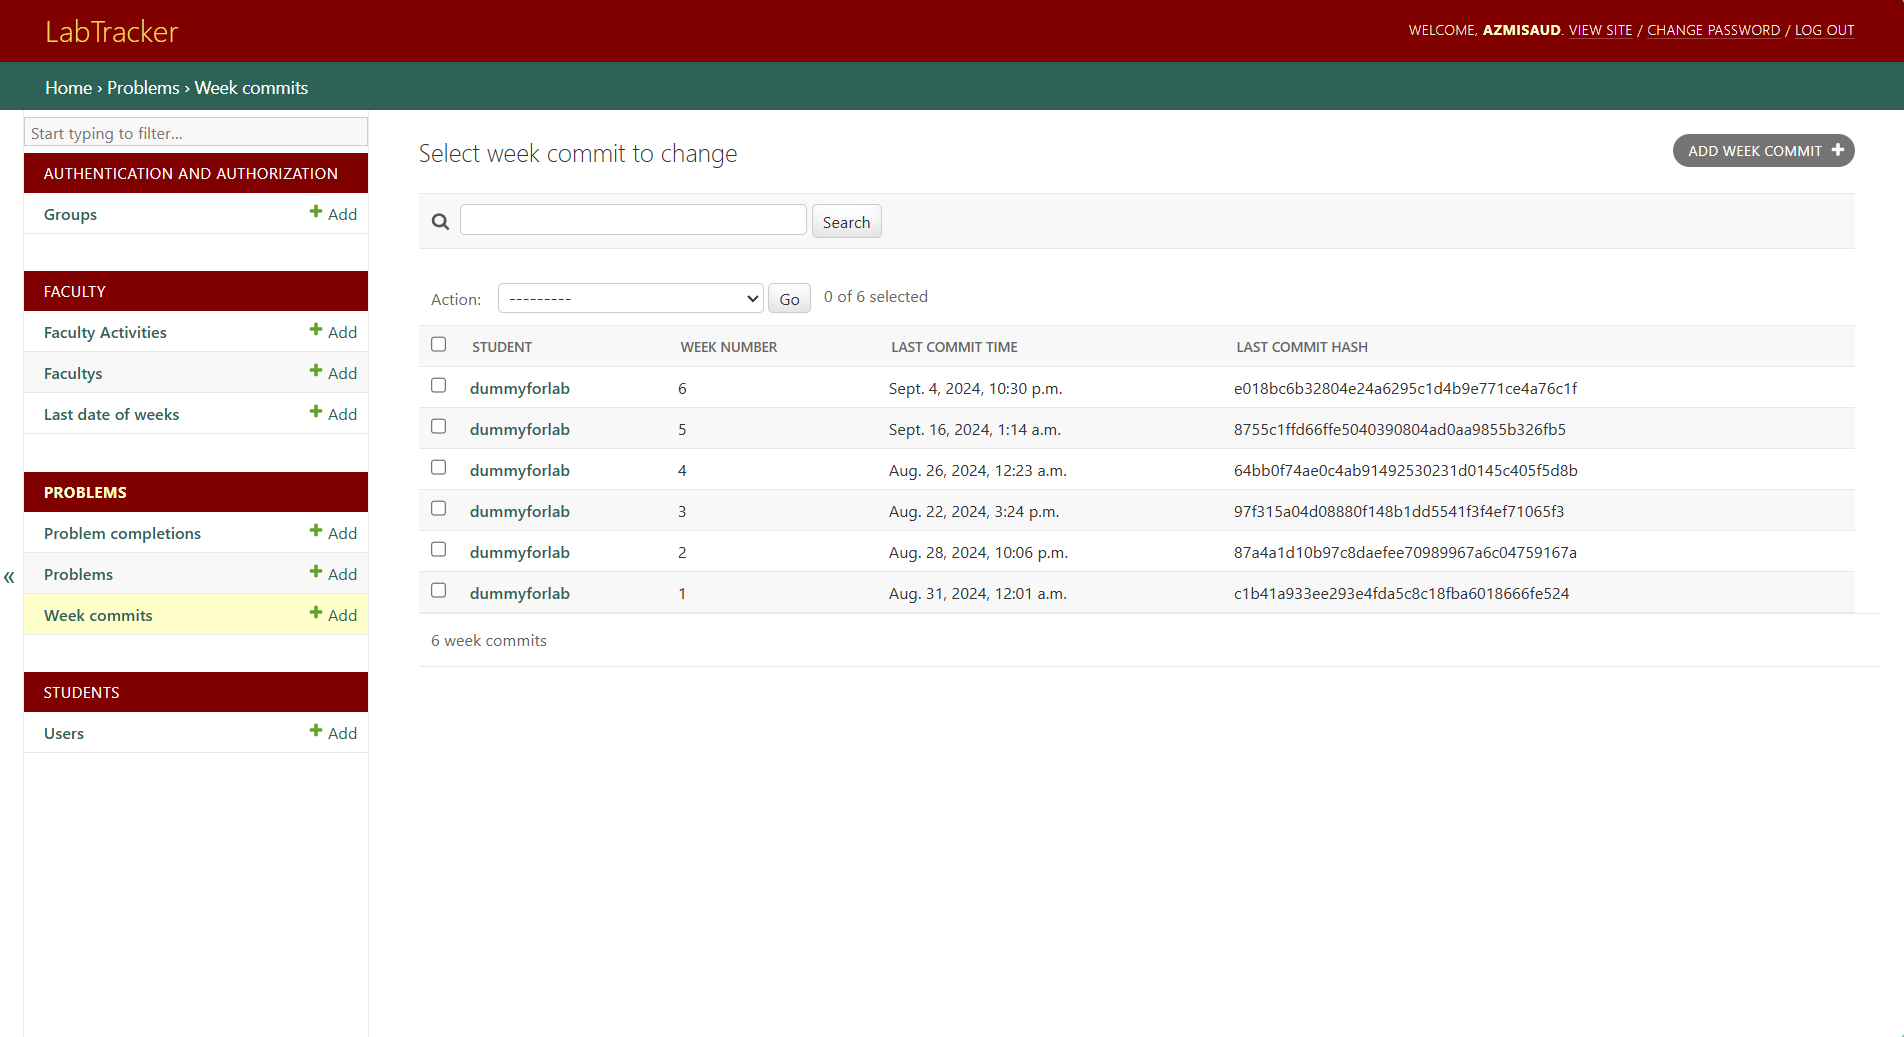 LabTracker
WELCOME, AZMISAUD. VIEW SITE / CHANGE PASSWORD / LOG OUT
Home › Problems › Week commits
Start typing to filter...
AUTHENTICATION AND AUTHORIZATION
Groups + Add
FACULTY
Faculty Activities + Add
Facultys + Add
Last date of weeks + Add
PROBLEMS
Problem completions + Add
Problems + Add
Week commits + Add
STUDENTS
Users + Add
«
Select week commit to change
ADD WEEK COMMIT +
Search
Action: --------- Go 0 of 6 selected
STUDENT WEEK NUMBER LAST COMMIT TIME LAST COMMIT HASH
dummyforlab 6 Sept. 4, 2024, 10:30 p.m. e018bc6b32804e24a6295c1d4b9e771ce4a76c1f
dummyforlab 5 Sept. 16, 2024, 1:14 a.m. 8755c1ffd66ffe5040390804ad0aa9855b326fb5
dummyforlab 4 Aug. 26, 2024, 12:23 a.m. 64bb0f74ae0c4ab91492530231d0145c405f5d8b
dummyforlab 3 Aug. 22, 2024, 3:24 p.m. 97f315a04d08880f148b1dd5541f3f4ef71065f3
dummyforlab 2 Aug. 28, 2024, 10:06 p.m. 87a4a1d10b97c8daefee70989967a6c04759167a
dummyforlab 1 Aug. 31, 2024, 12:01 a.m. c1b41a933ee293e4fda5c8c18fba6018666fe524
6 week commits